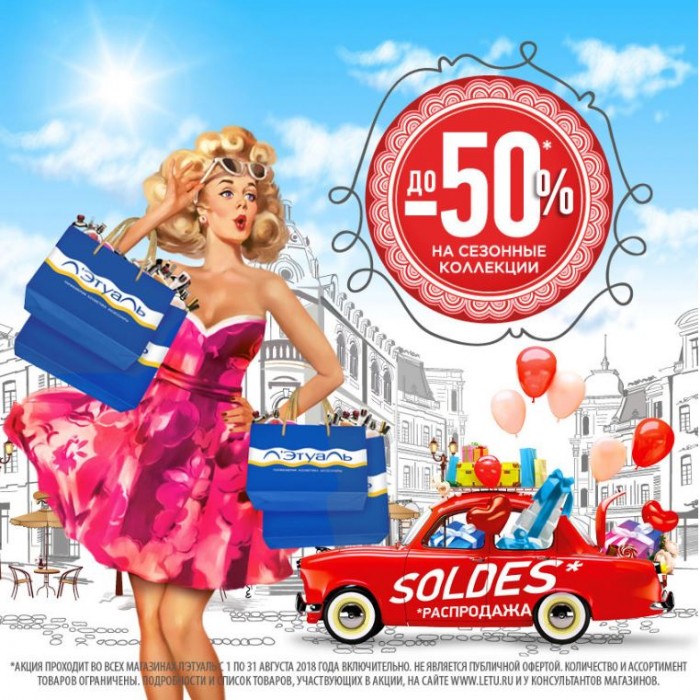 до
-50%*
НА СЕЗОННЫЕ
КОЛЛЕКЦИИ
Л'Этуаль
Л'Этуаль
SOLDES*
*РАСПРОДАЖА
*АКЦИЯ ПРОХОДИТ ВО ВСЕХ МАГАЗИНАХ Л'ЭТУАЛЬ С 1 ПО 31 АВГУСТА 2018 ГОДА ВКЛЮЧИТЕЛЬНО. НЕ ЯВЛЯЕТСЯ ПУБЛИЧНОЙ ОФЕРТОЙ. КОЛИЧЕСТВО И АССОРТИМЕНТ
ТОВАРОВ ОГРАНИЧЕНЫ. ПОДРОБНОСТИ И СПИСОК ТОВАРОВ, УЧАСТВУЮЩИХ В АКЦИИ, НА САЙТЕ WWW.LETU.RU И У КОНСУЛЬТАНТОВ МАГАЗИНОВ.